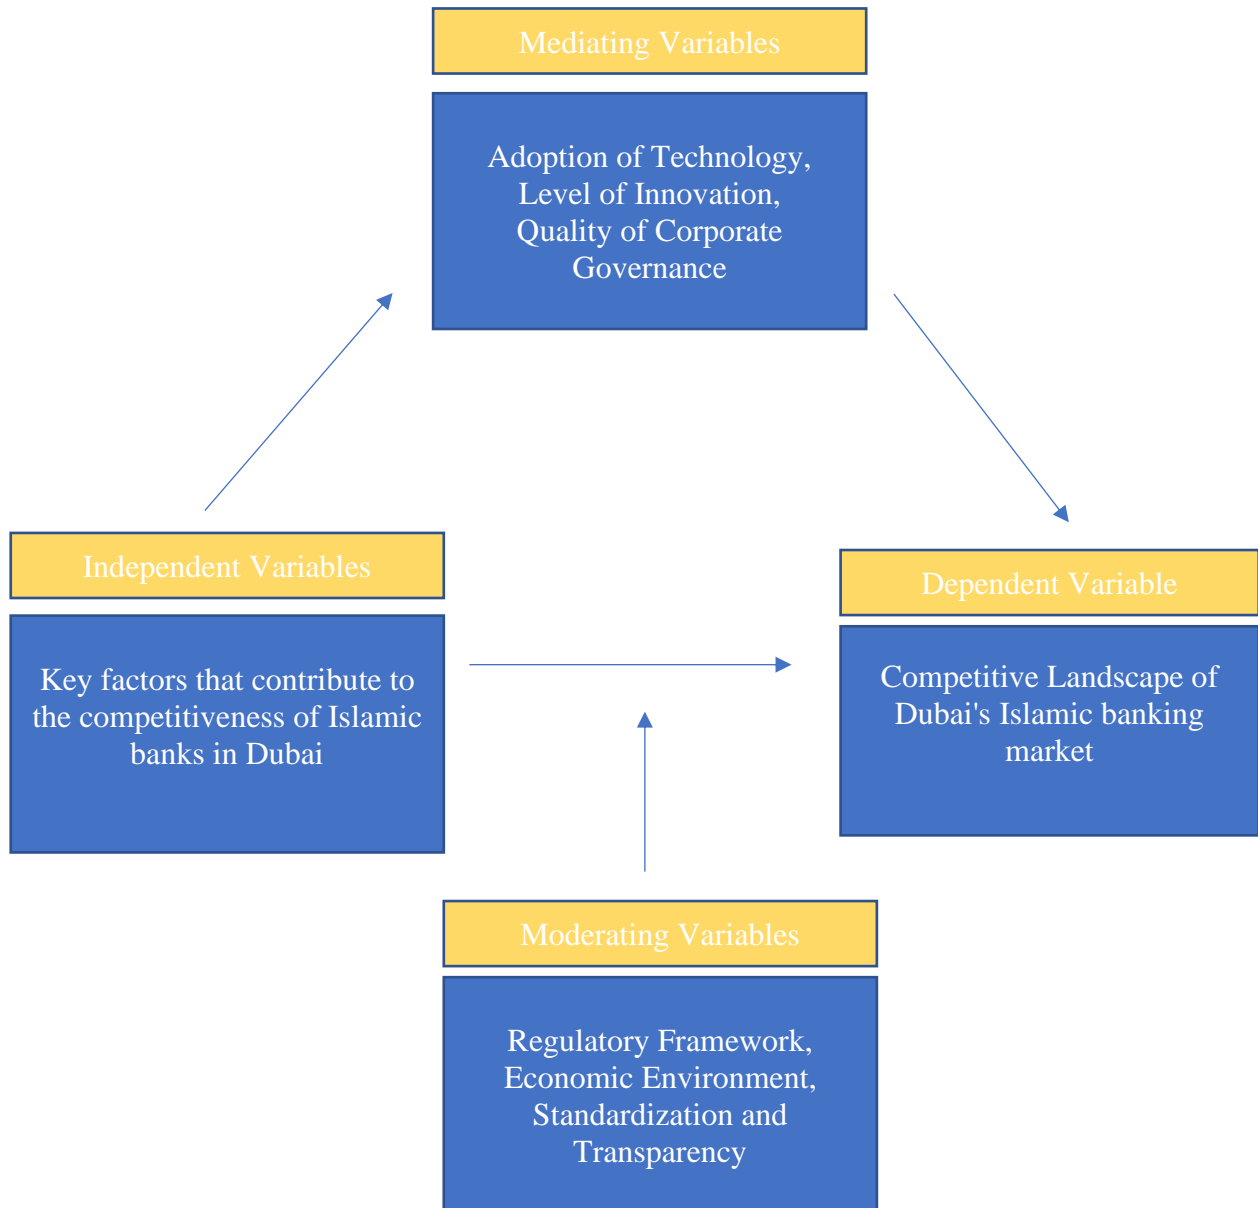 Mediating Variables
Adoption of Technology,
Level of Innovation,
Quality of Corporate
Governance
Independent Variables
Key factors that contribute to
the competitiveness of Islamic
banks in Dubai
Dependent Variable
Competitive Landscape of
Dubai's Islamic banking
market
Moderating Variables
Regulatory Framework,
Economic Environment,
Standardization and
Transparency